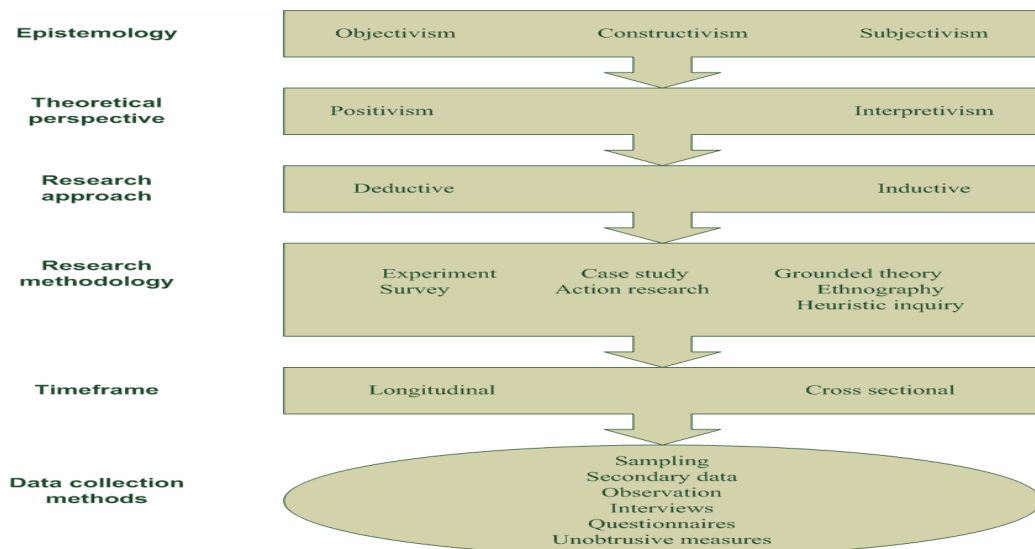 Epistemology
Objectivism Constructivism Subjectivism
Theoretical
perspective
Positivism Interpretivism
Research
approach
Deductive Inductive
Research
methodology
Experiment Case study Grounded theory
Survey Action research Ethnography
Heuristic inquiry
Timeframe
Longitudinal Cross sectional
Data collection
methods
Sampling
Secondary data
Observation
Interviews
Questionnaires
Unobtrusive measures